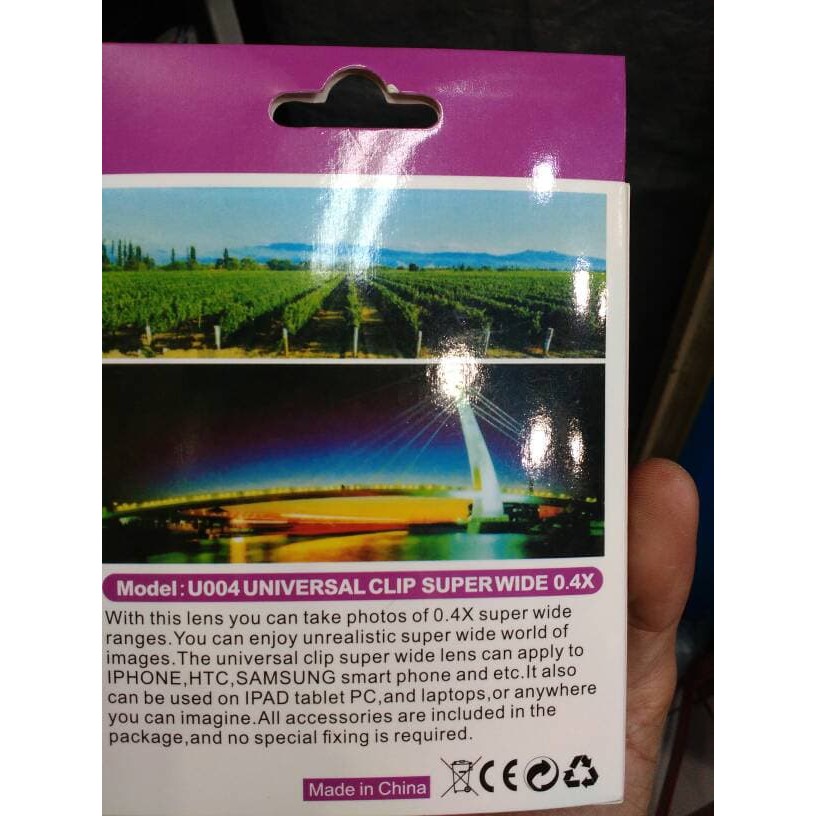 Model:U004 UNIVERSAL CLIP SUPER WIDE 0.4X
With this lens you can take photos of 0.4X super wide
ranges.You can enjoy unrealistic super wide world of
images.The universal clip super wide lens can apply to
IPHONE,HTC,SAMSUNG smart phone and etc.It also
can be used on IPAD tablet PC,and laptops,or anywhere
you can imagine.All accessories are included in the
package,and no special fixing is required.
Made in China CE